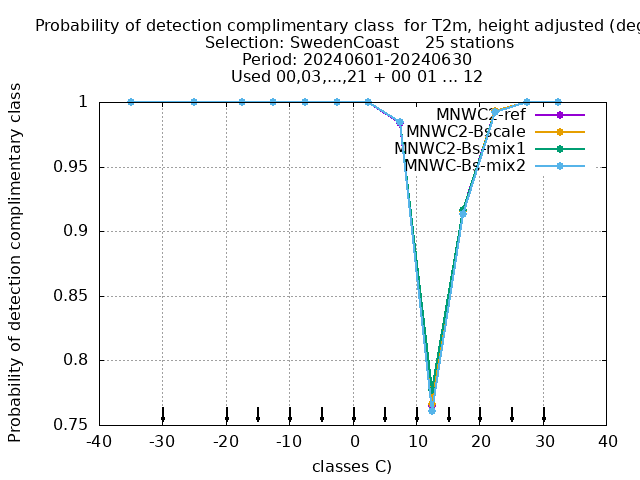 Probability of detection complimentary class  for T2m, height adjusted (deg
Selection: SwedenCoast     25 stations
Period: 20240601-20240630
Used 00,03,...,21 + 00 01 ... 12
MNWC2-ref
MNWC2-Bscale
MNWC2-Bs-mix1
MNWC-Bs-mix2
Probability of detection complimentary class
1
0.95
0.9
0.85
0.8
0.75
-40 -30 -20 -10 0 10 20 30 40
classes C)